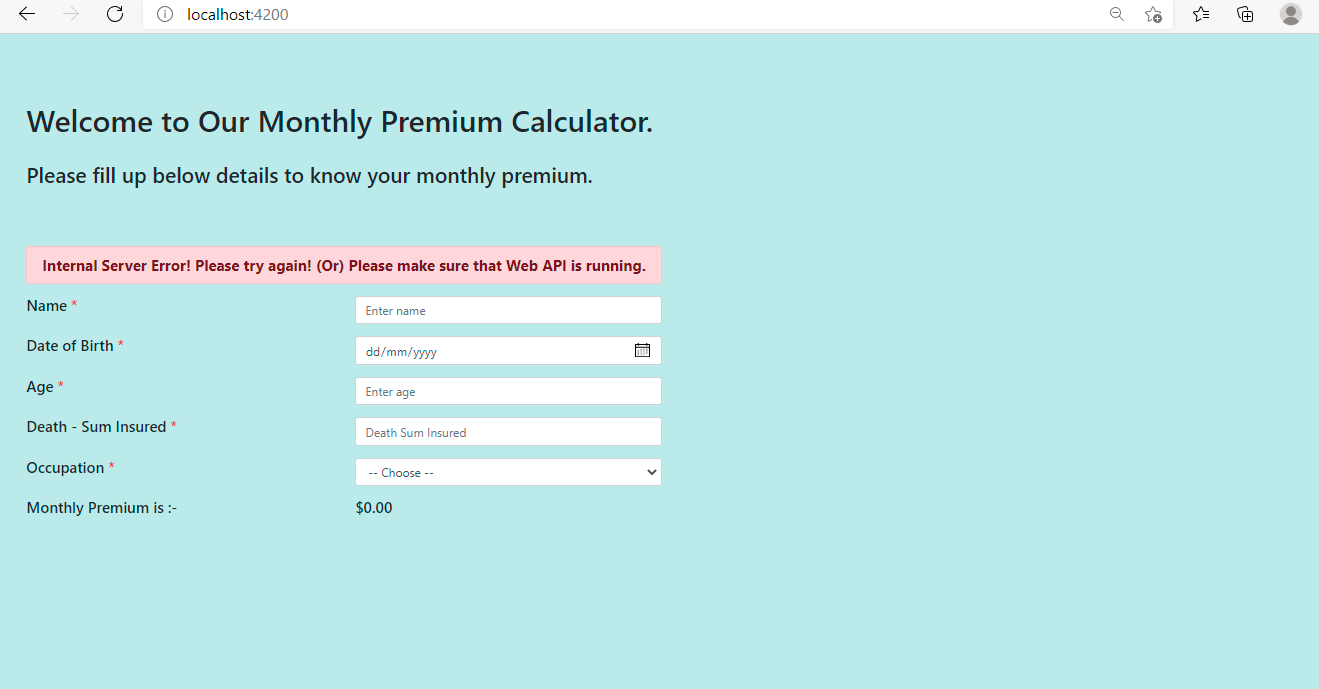 localhost:4200
Welcome to Our Monthly Premium Calculator.
Please fill up below details to know your monthly premium.
Internal Server Error! Please try again! (Or) Please make sure that Web API is running.
Name * Enter name
Date of Birth * dd/mm/yyyy
Age * Enter age
Death - Sum Insured * Death Sum Insured
Occupation * -- Choose --
Monthly Premium is :- $0.00